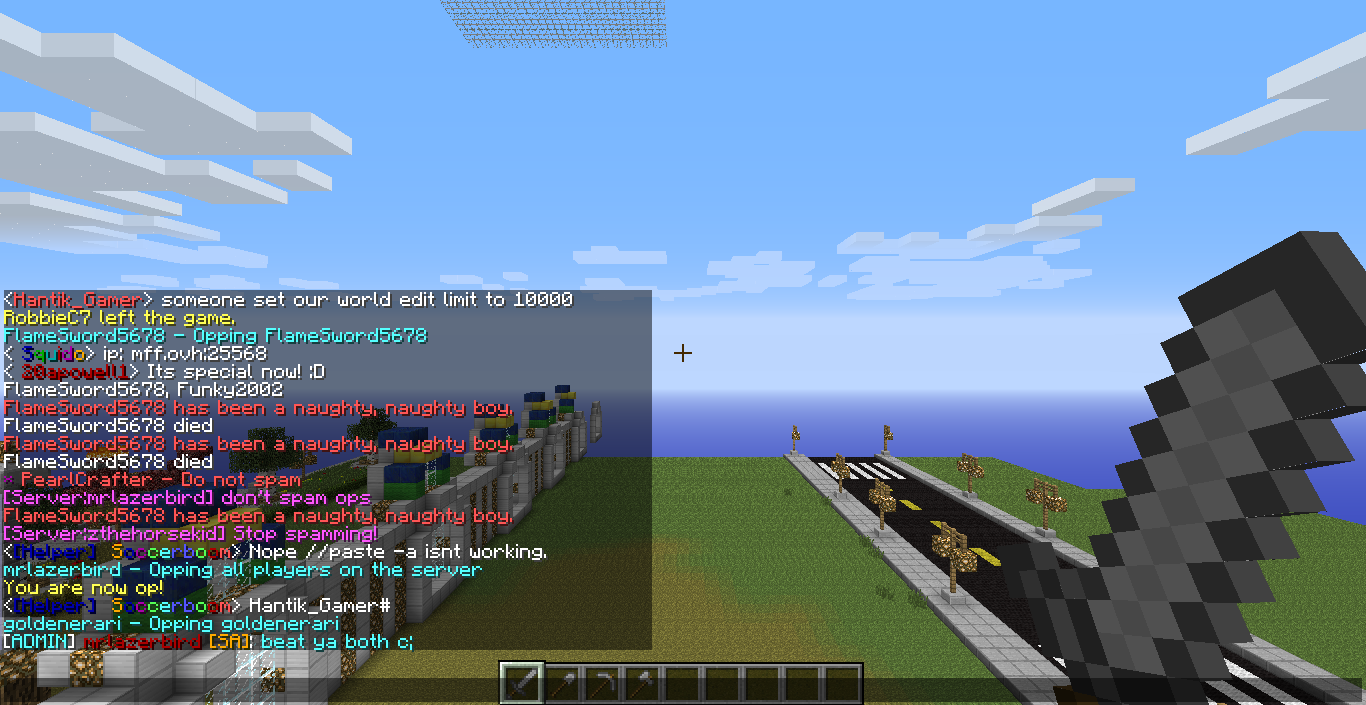 <Hantik_Gamer> someone set our world edit limit to 10000
RobbieC7 left the game.
FlameSword5678 - Opping FlameSword5678
< Squido> ip: mff.ovh:25568
< 20apowell1> Its special now! :D
FlameSword5678, Funky2002
FlameSword5678 has been a naughty, naughty boy.
FlameSword5678 died
FlameSword5678 has been a naughty, naughty boy.
FlameSword5678 died
* PearlCrafter - Do not spam
[Server:mrlazerbird] don't spam ops
FlameSword5678 has been a naughty, naughty boy.
[Server:zthehorsekid] Stop spamming!
<[Helper] Soccerboom> Nope //paste -a isnt working.
mrlazerbird - Opping all players on the server
You are now op!
<[Helper] Soccerboom> Hantik_Gamer#
goldenerari - Opping goldenerari
[ADMIN] mrlazerbird [SA]: beat ya both c;